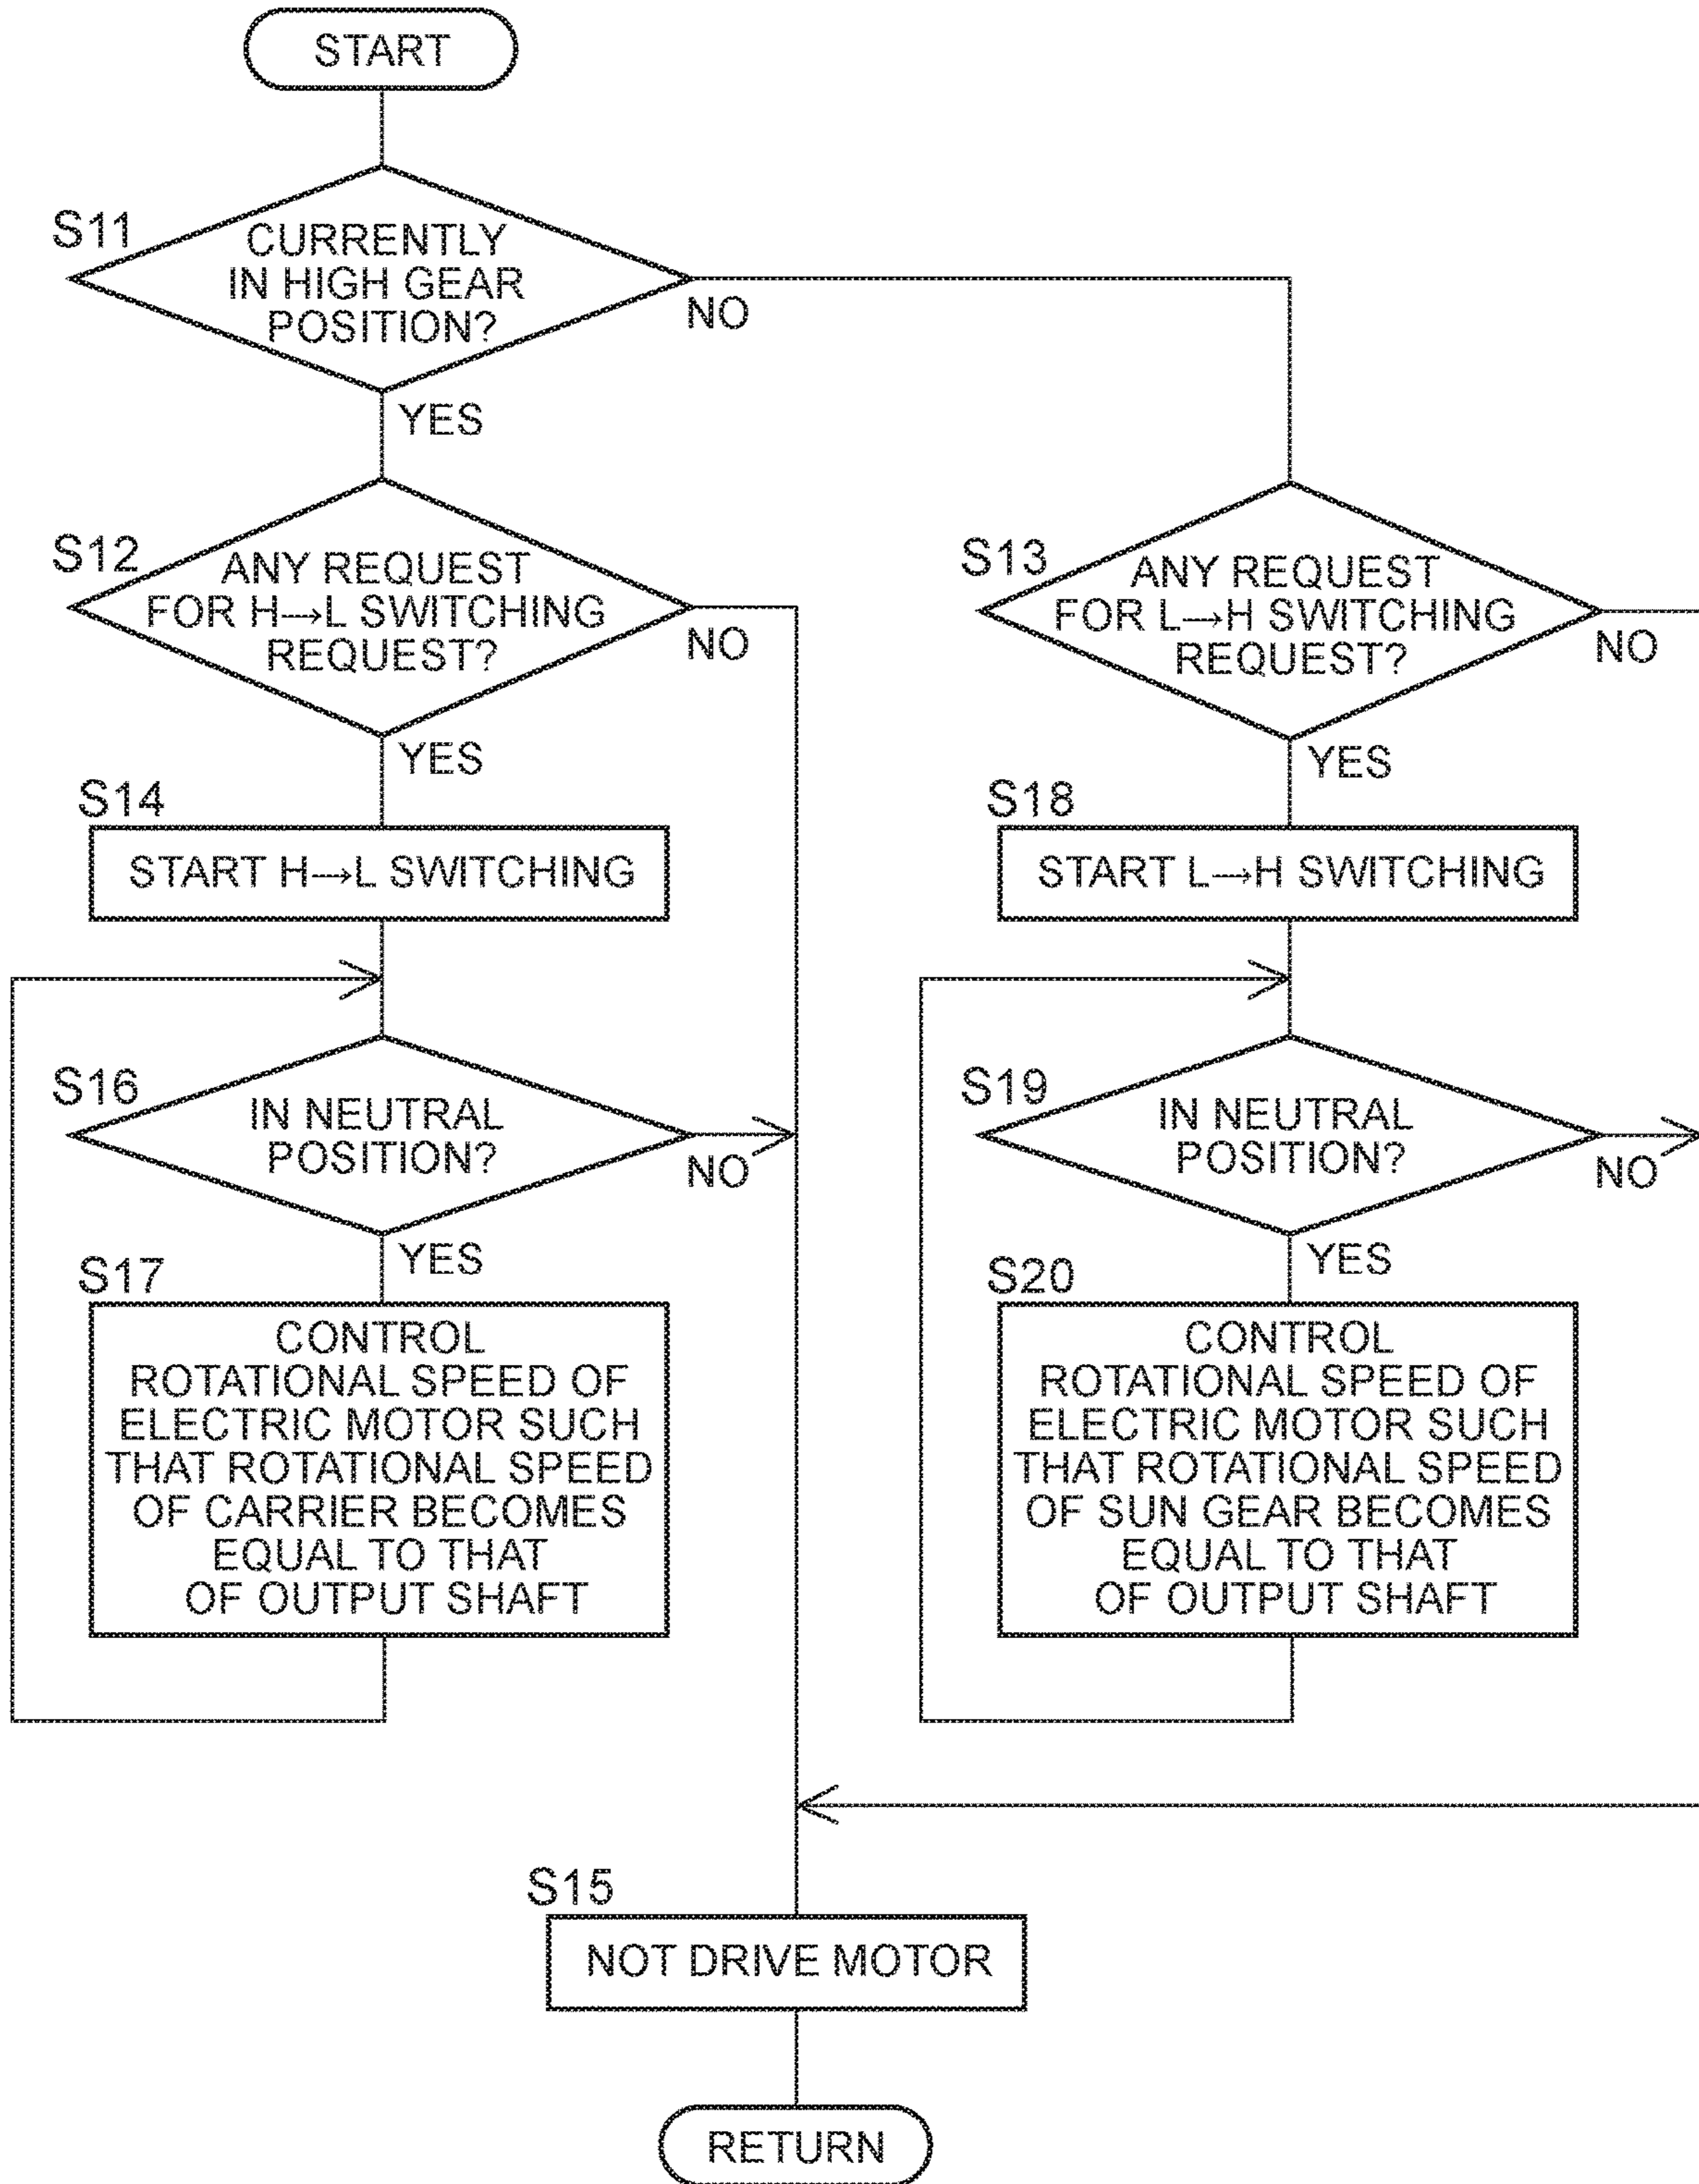 START
S11
CURRENTLY
IN HIGH GEAR
POSITION?
NO
YES
S12
ANY REQUEST
FOR H→L SWITCHING
REQUEST?
NO
YES
S13
ANY REQUEST
FOR L→H SWITCHING
REQUEST?
NO
YES
S14
START H→L SWITCHING
S18
START L→H SWITCHING
S16
IN NEUTRAL
POSITION?
NO
YES
S19
IN NEUTRAL
POSITION?
NO
YES
S17
CONTROL
ROTATIONAL SPEED OF
ELECTRIC MOTOR SUCH
THAT ROTATIONAL SPEED
OF CARRIER BECOMES
EQUAL TO THAT
OF OUTPUT SHAFT
S20
CONTROL
ROTATIONAL SPEED OF
ELECTRIC MOTOR SUCH
THAT ROTATIONAL SPEED
OF SUN GEAR BECOMES
EQUAL TO THAT
OF OUTPUT SHAFT
S15
NOT DRIVE MOTOR
RETURN